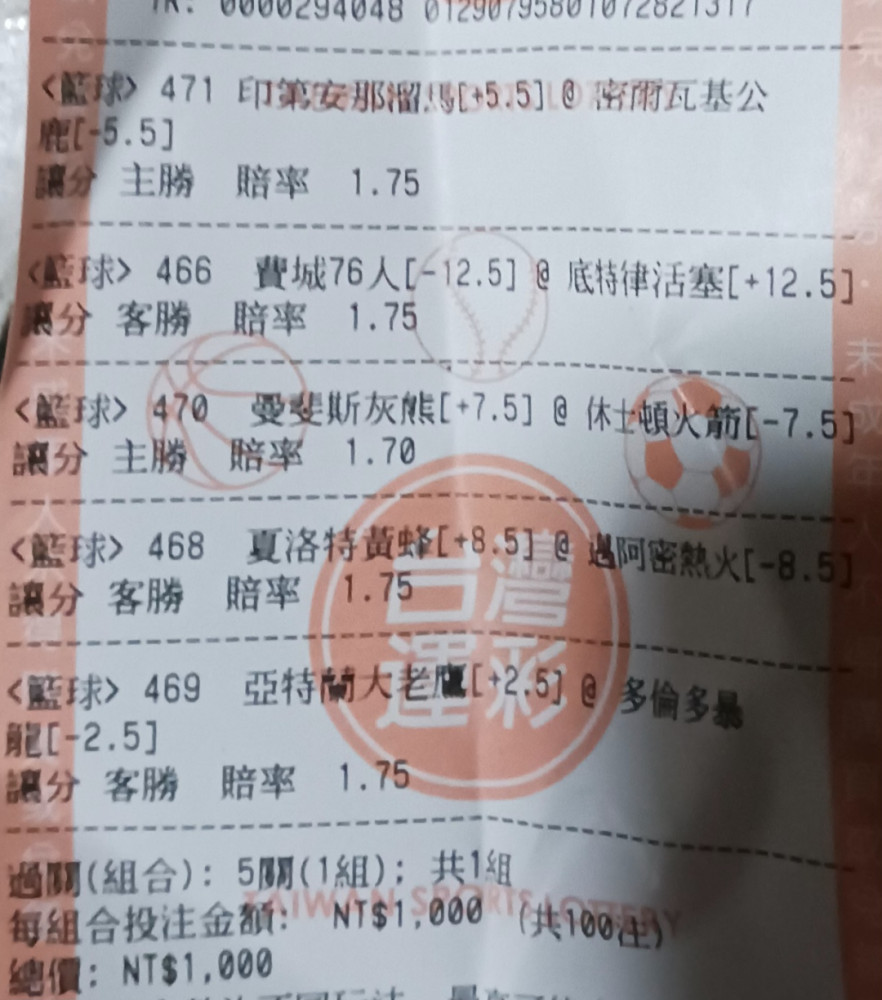 TR: 0000294048 01290795801072821317
<籃球> 471 印第安那溜馬[+5.5] @ 密爾瓦基公
鹿[-5.5]
讓分 主勝 賠率 1.75
<籃球> 466 費城76人[-12.5] @ 底特律活塞[+12.5]
讓分 客勝 賠率 1.75
<籃球> 470 曼斐斯灰熊[+7.5] @ 休士頓火箭[-7.5]
讓分 主勝 賠率 1.70
<籃球> 468 夏洛特黃蜂[+8.5] @ 邁阿密熱火[-8.5]
讓分 客勝 賠率 1.75
台灣
運彩
<籃球> 469 亞特蘭大老鷹[+2.5] @ 多倫多暴
龍[-2.5]
讓分 客勝 賠率 1.75
過關(組合): 5關(1組); 共1組
TAIWAN SPORTS LOTTERY
每組合投注金額: NT$1,000 (共100注)
總價: NT$1,000